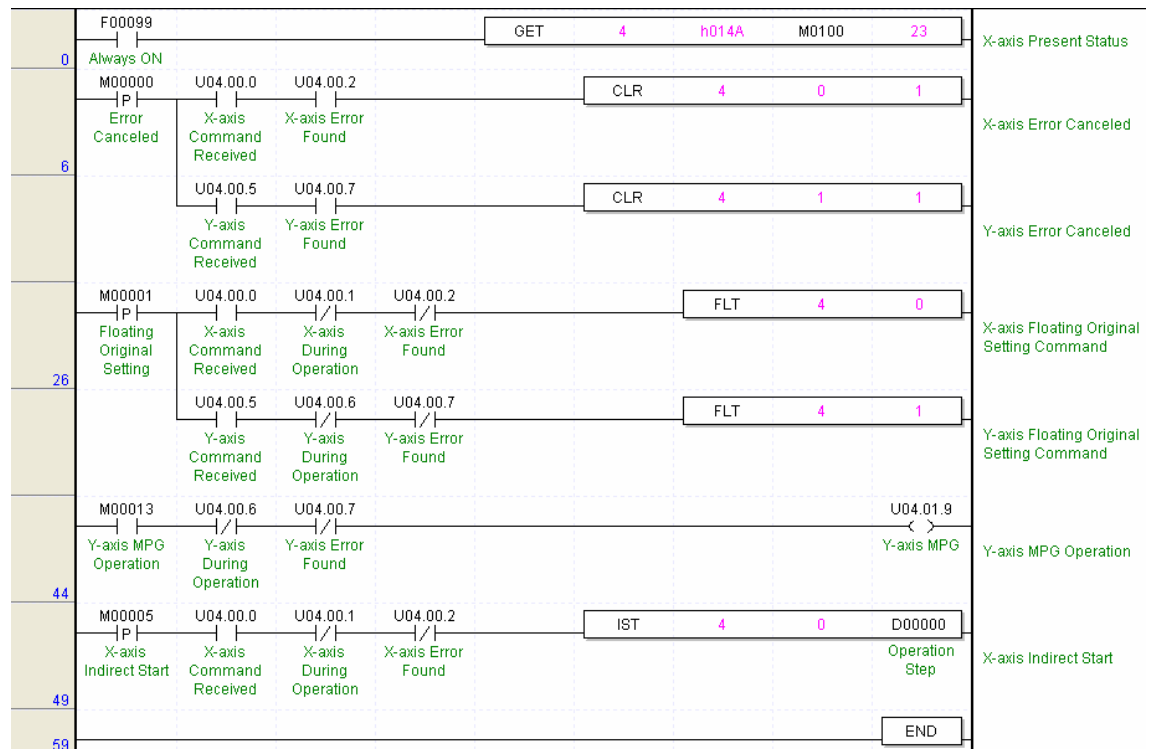 F00099
GET 4 h014A M0100 23
X-axis Present Status
0 Always ON
M00000 U04.00.0 U04.00.2
P
CLR 4 0 1
Error X-axis X-axis Error
Canceled Command Found
Received
X-axis Error Canceled
6
U04.00.5 U04.00.7
CLR 4 1 1
Y-axis Y-axis Error
Command Found
Received
Y-axis Error Canceled
M00001 U04.00.0 U04.00.1 U04.00.2
P
FLT 4 0
Floating X-axis X-axis X-axis Error
Original Command During Found
Setting Received Operation
X-axis Floating Original
Setting Command
26
U04.00.5 U04.00.6 U04.00.7
FLT 4 1
Y-axis Y-axis Y-axis Error
Command During Found
Received Operation
Y-axis Floating Original
Setting Command
M00013 U04.00.6 U04.00.7 U04.01.9
Y-axis MPG Y-axis Y-axis Error Y-axis MPG
Operation During Found
Operation
Y-axis MPG Operation
44
M00005 U04.00.0 U04.00.1 U04.00.2
P
IST 4 0 D00000
X-axis X-axis X-axis X-axis Error Operation
Indirect Start Command During Found Step
Received Operation
X-axis Indirect Start
49
END
59